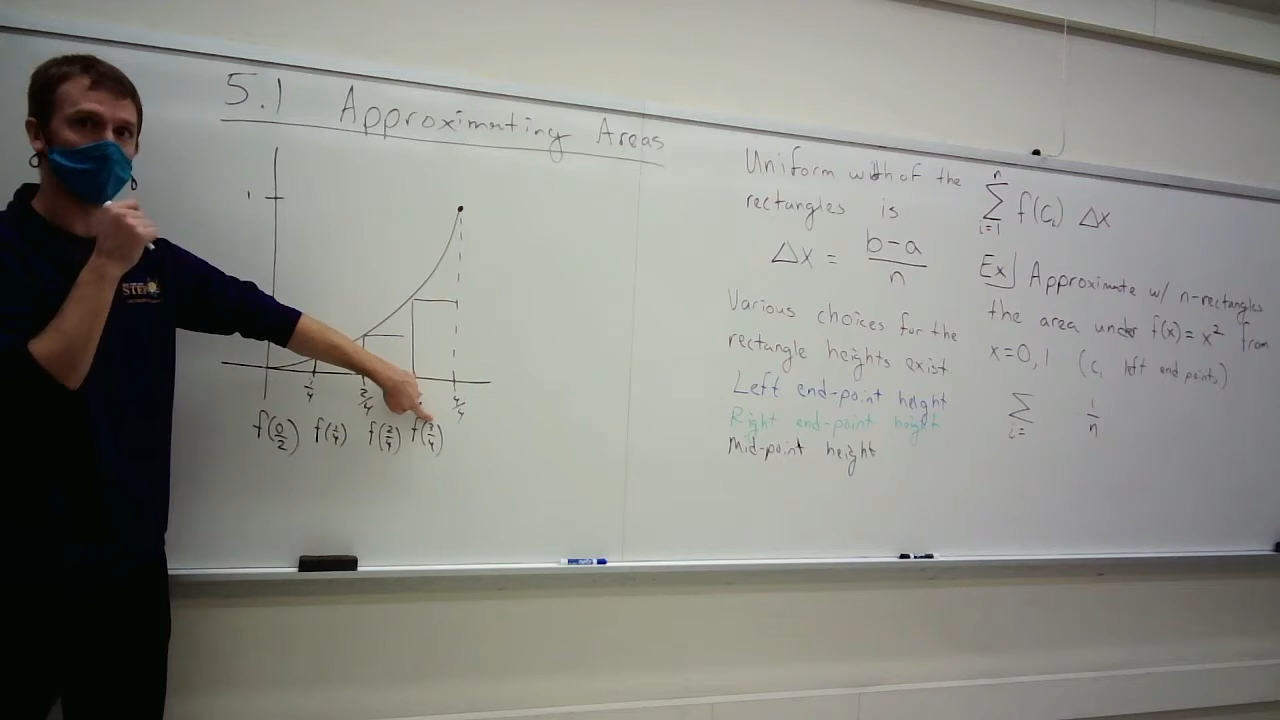 5.1 Approximating Areas
1
1/4 2/4 4/4
f(0/2) f(1/4) f(2/4) f(3/4)
Uniform width of the
rectangles is
Δx = b-a/n
Various choices for the
rectangle heights exist
Left end-point height
Right end-point height
Mid-point height
n Σ i=1 f(Ci) Δx
Ex] Approximate w/ n-rectangles
the area under f(x)=x² from
x=0,1 (Ci left end points)
Σ i= 1/n
STEP